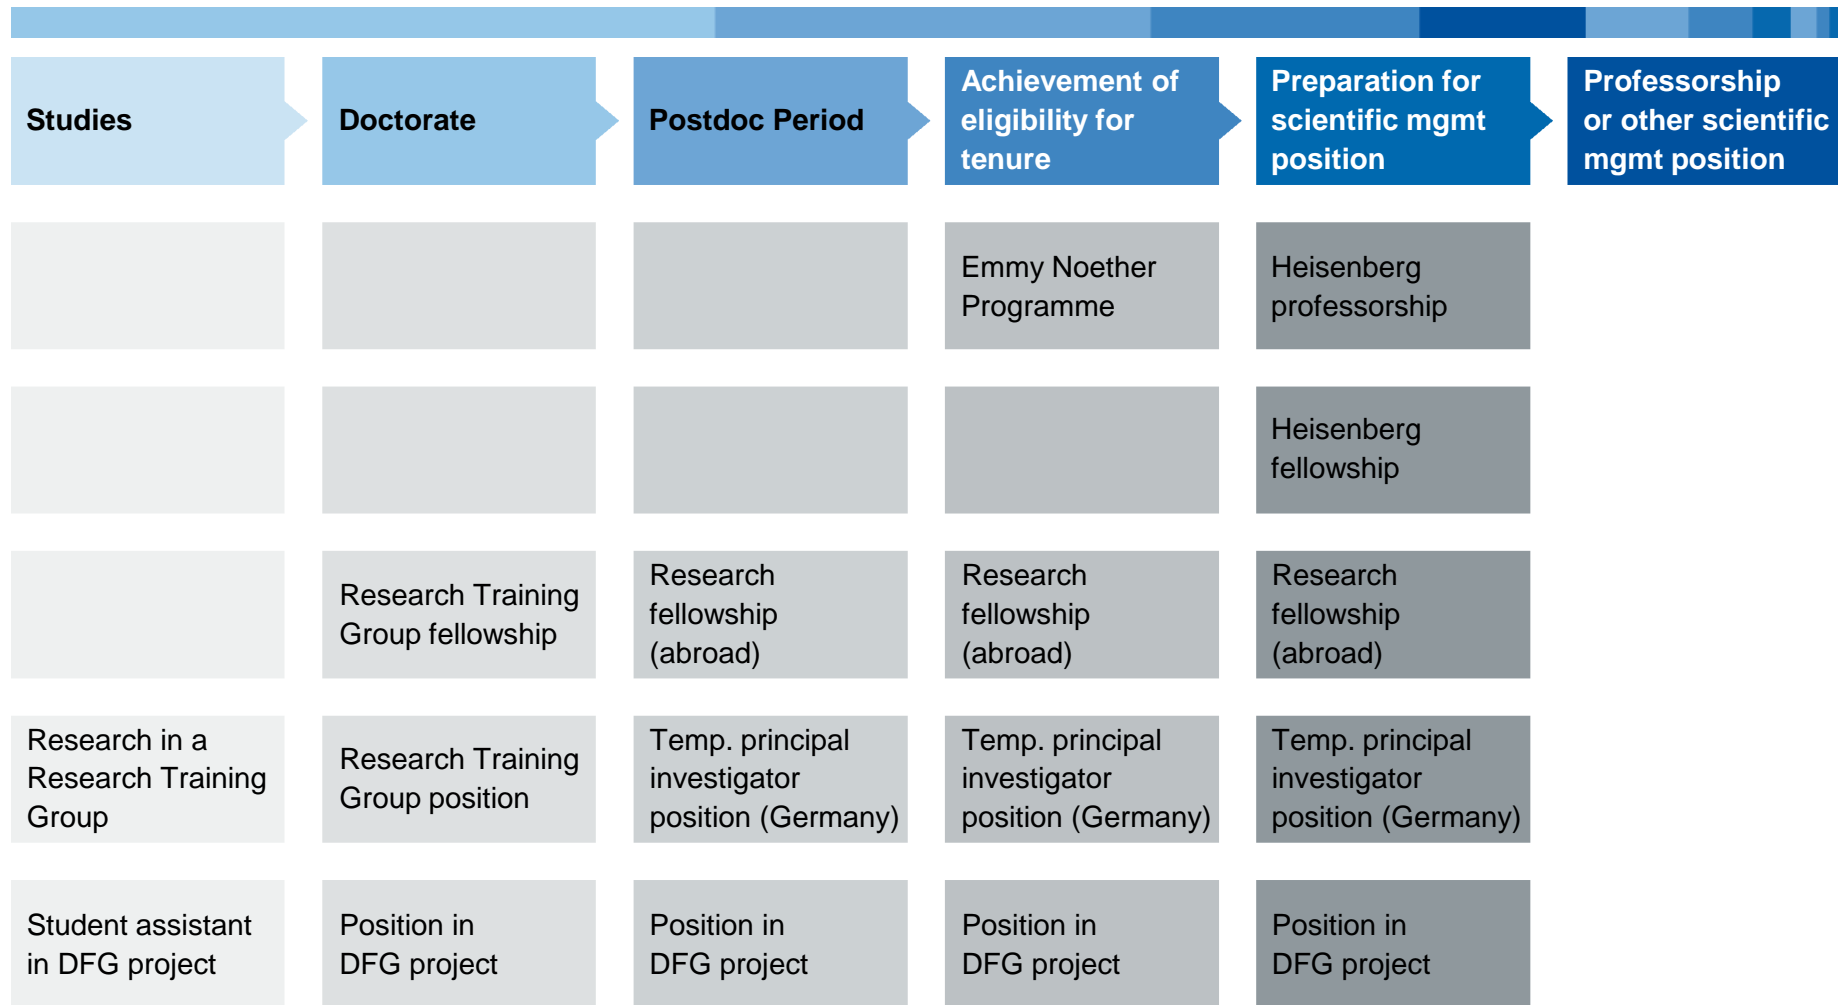 Studies
Doctorate
Postdoc Period
Achievement of
eligibility for
tenure
Preparation for
scientific mgmt
position
Professorship
or other scientific
mgmt position
Emmy Noether
Programme
Heisenberg
professorship
Heisenberg
fellowship
Research Training
Group fellowship
Research
fellowship
(abroad)
Research
fellowship
(abroad)
Research
fellowship
(abroad)
Research in a
Research Training
Group
Research Training
Group position
Temp. principal
investigator
position (Germany)
Temp. principal
investigator
position (Germany)
Temp. principal
investigator
position (Germany)
Student assistant
in DFG project
Position in
DFG project
Position in
DFG project
Position in
DFG project
Position in
DFG project